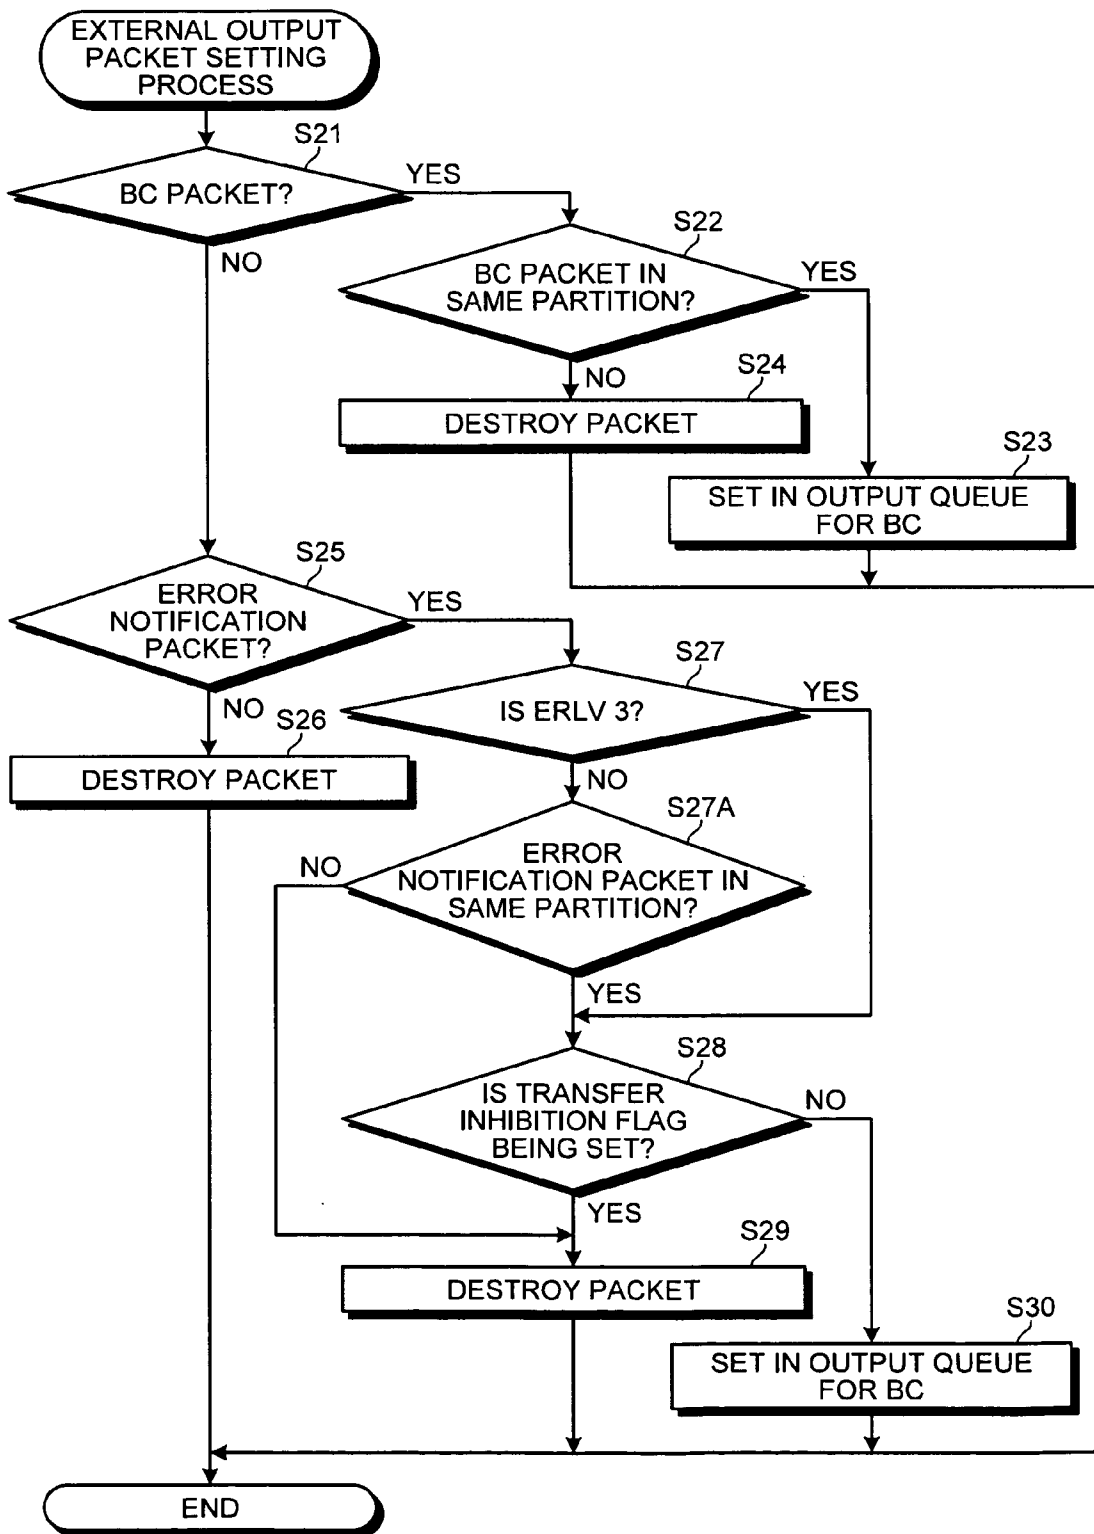 EXTERNAL OUTPUT
PACKET SETTING
PROCESS
S21
BC PACKET?
YES
NO
S22
BC PACKET IN
SAME PARTITION?
YES
NO
S24
DESTROY PACKET
S23
SET IN OUTPUT QUEUE
FOR BC
S25
ERROR
NOTIFICATION
PACKET?
YES
NO
S26
DESTROY PACKET
S27
IS ERLV 3?
YES
NO
S27A
ERROR
NOTIFICATION PACKET IN
SAME PARTITION?
NO
YES
S28
IS TRANSFER
INHIBITION FLAG
BEING SET?
NO
YES
S29
DESTROY PACKET
S30
SET IN OUTPUT QUEUE
FOR BC
END